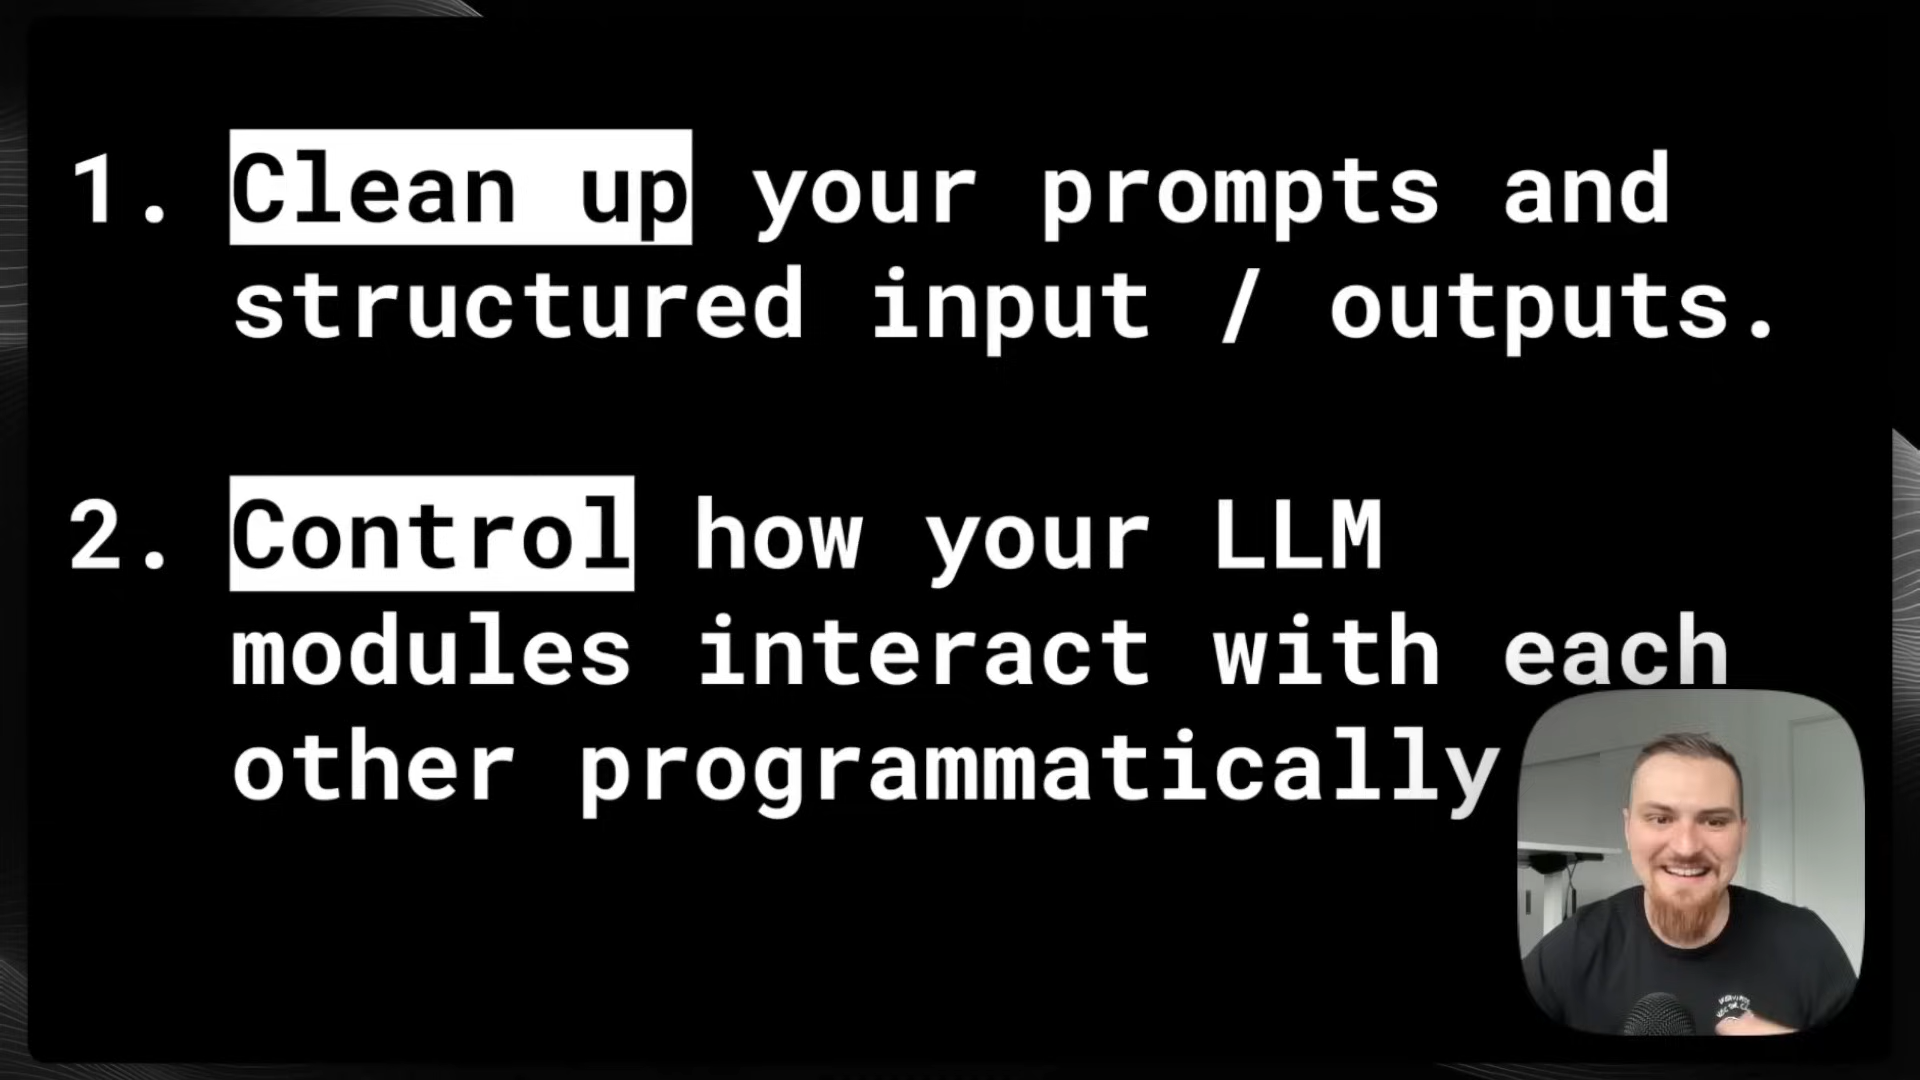 1. Clean up your prompts and
structured input / outputs.
2. Control how your LLM
modules interact with each
other programmatically